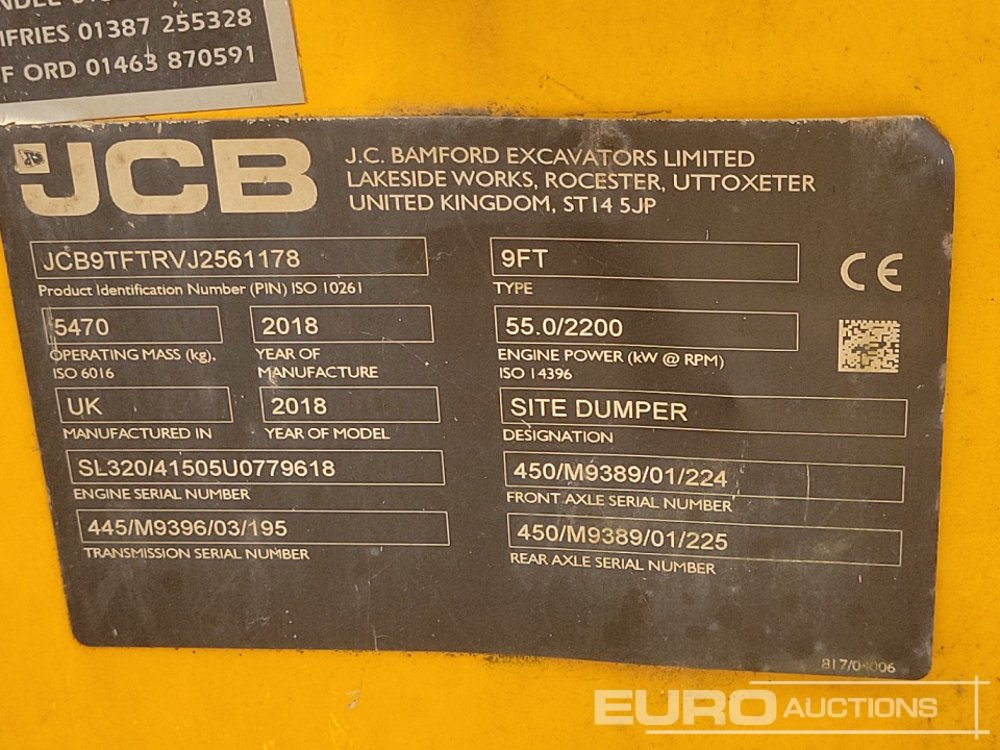 01387 255328
ORD 01463 870591
JCB
J.C. BAMFORD EXCAVATORS LIMITED
LAKESIDE WORKS, ROCESTER, UTTOXETER
UNITED KINGDOM, ST14 5JP
JCB9TFTRVJ2561178
Product Identification Number (PIN) ISO 10261
9FT
TYPE
CE
5470
OPERATING MASS (kg),
ISO 6016
2018
YEAR OF
MANUFACTURE
55.0/2200
ENGINE POWER (kW @ RPM)
ISO 14396
UK
MANUFACTURED IN
2018
YEAR OF MODEL
SITE DUMPER
DESIGNATION
SL320/41505U0779618
ENGINE SERIAL NUMBER
450/M9389/01/224
FRONT AXLE SERIAL NUMBER
445/M9396/03/195
TRANSMISSION SERIAL NUMBER
450/M9389/01/225
REAR AXLE SERIAL NUMBER
EURO AUCTIONS